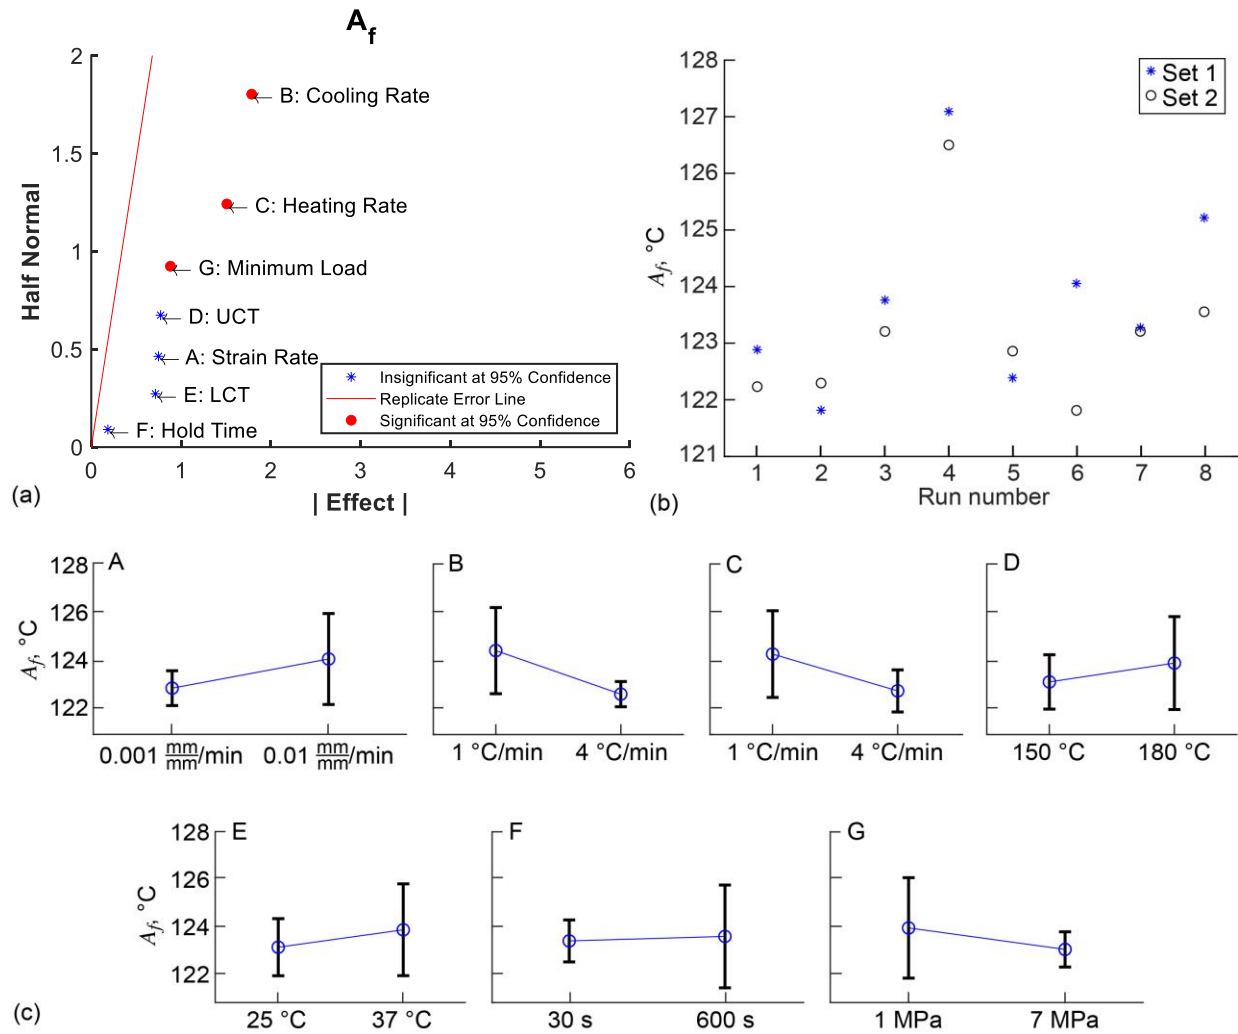 A_f
2
1.5
1
0.5
0
Half Normal
B: Cooling Rate
C: Heating Rate
G: Minimum Load
D: UCT
A: Strain Rate
E: LCT
F: Hold Time
Insignificant at 95% Confidence
Replicate Error Line
Significant at 95% Confidence
0 1 2 3 4 5 6
| Effect |
(a)
128
127
126
125
124
123
122
121
A_f, °C
Set 1
Set 2
1 2 3 4 5 6 7 8
Run number
(b)
A
128
126
124
122
A_f, °C
0.001 mm/mm/min 0.01 mm/mm/min
B
1 °C/min 4 °C/min
C
1 °C/min 4 °C/min
D
150 °C 180 °C
E
128
126
124
122
A_f, °C
25 °C 37 °C
F
30 s 600 s
G
1 MPa 7 MPa
(c)